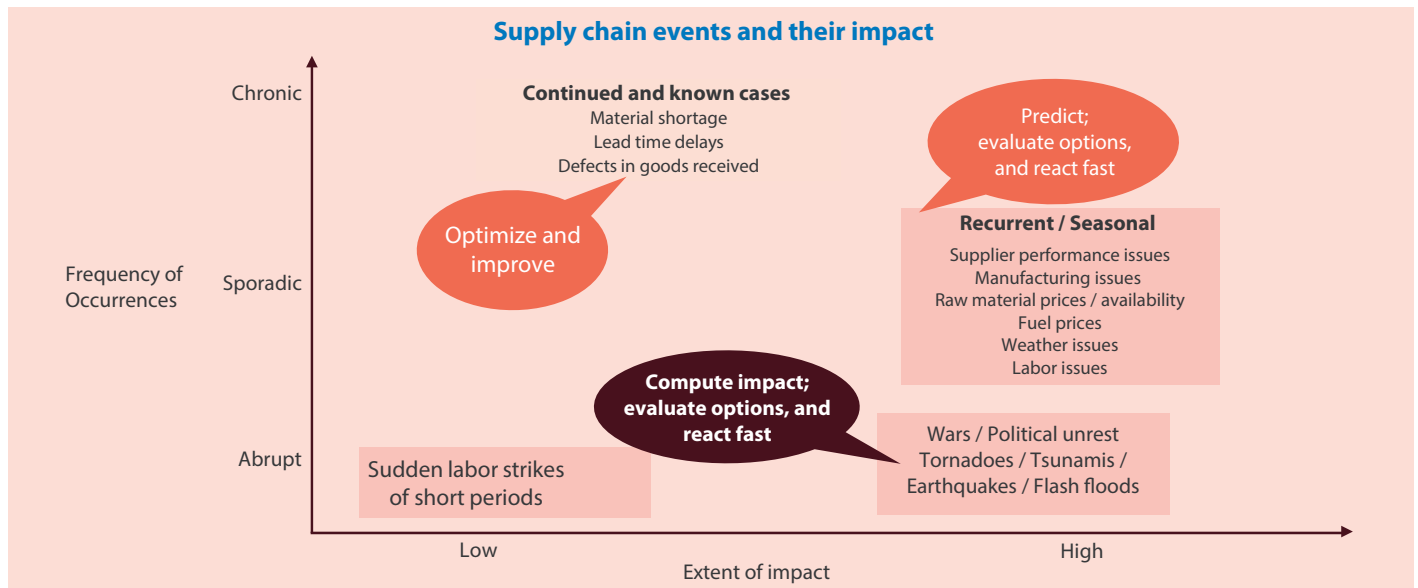 Supply chain events and their impact
Chronic
Continued and known cases
Material shortage
Lead time delays
Defects in goods received
Predict;
evaluate options,
and react fast
Optimize and
improve
Recurrent / Seasonal
Supplier performance issues
Manufacturing issues
Raw material prices / availability
Fuel prices
Weather issues
Labor issues
Frequency of
Occurrences
Sporadic
Compute impact;
evaluate options, and
react fast
Wars / Political unrest
Tornadoes / Tsunamis /
Earthquakes / Flash floods
Abrupt
Sudden labor strikes
of short periods
Low
High
Extent of impact